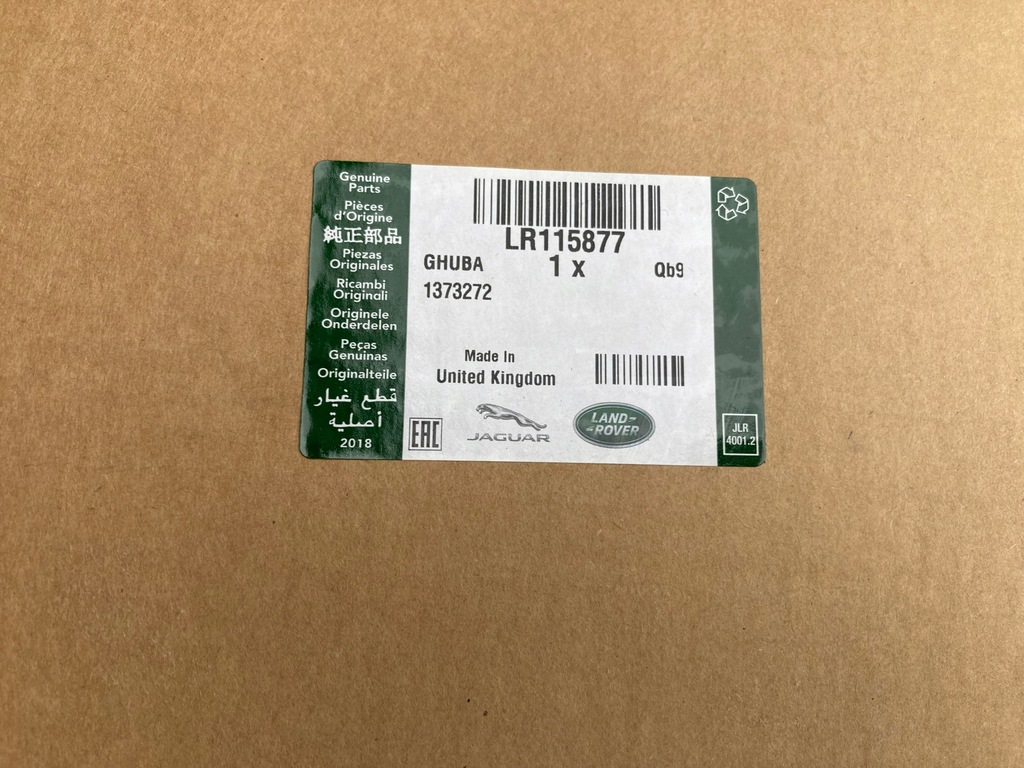 Genuine
Parts
Pièces
d'Origine
純正部品
Piezas
Originales
Ricambi
Originali
Originele
Onderdelen
Peças
Genuinas
Originalteile
قطع غيار
أصلية
2018
LR115877
GHUBA
1 x
Qb9
1373272
Made In
United Kingdom
EAC
JAGUAR
LAND-
-ROVER
JLR
4001.2